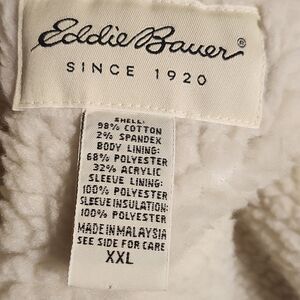 Eddie Bauer®
SINCE 1920
SHELL:
98% COTTON
2% SPANDEX
BODY LINING:
68% POLYESTER
32% ACRYLIC
SLEEVE LINING:
100% POLYESTER
SLEEVE INSULATION:
100% POLYESTER
MADE IN MALAYSIA
SEE SIDE FOR CARE
XXL